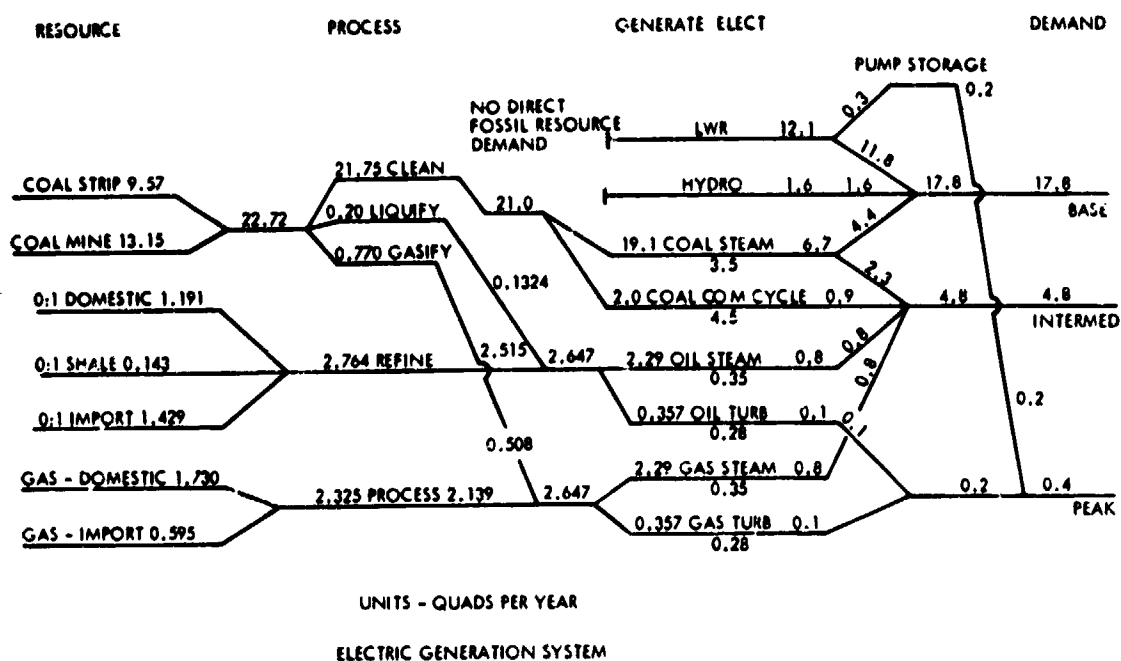 RESOURCE
PROCESS
GENERATE ELECT
DEMAND
PUMP STORAGE
0.3
0.2
NO DIRECT
FOSSIL RESOURCE
DEMAND
LWR 12.1
11.8
21.75 CLEAN
COAL STRIP 9.57
HYDRO 1.6 1.6 17.8 17.8
BASE
0.20 LIQUIFY
21.0
22.72
4.4
COAL MINE 13.15
19.1 COAL STEAM 6.7
3.5
0.770 GASIFY
2.3
0.1324
0:1 DOMESTIC 1.191
2.0 COAL COM CYCLE 0.9 4.8 4.8
4.5
INTERMED
0.8
0:1 SHALE 0.143
2.764 REFINE 2.515 2.647
2.29 OIL STEAM 0.8
0.35
0.8
0.2
0:1 IMPORT 1.429
0.357 OIL TURB 0.1
0.28
0.1
0.508
GAS - DOMESTIC 1.730
2.29 GAS STEAM 0.8
0.35
2.325 PROCESS 2.139 2.647
0.2 0.4
PEAK
GAS - IMPORT 0.595
0.357 GAS TURB 0.1
0.28
UNITS - QUADS PER YEAR
ELECTRIC GENERATION SYSTEM